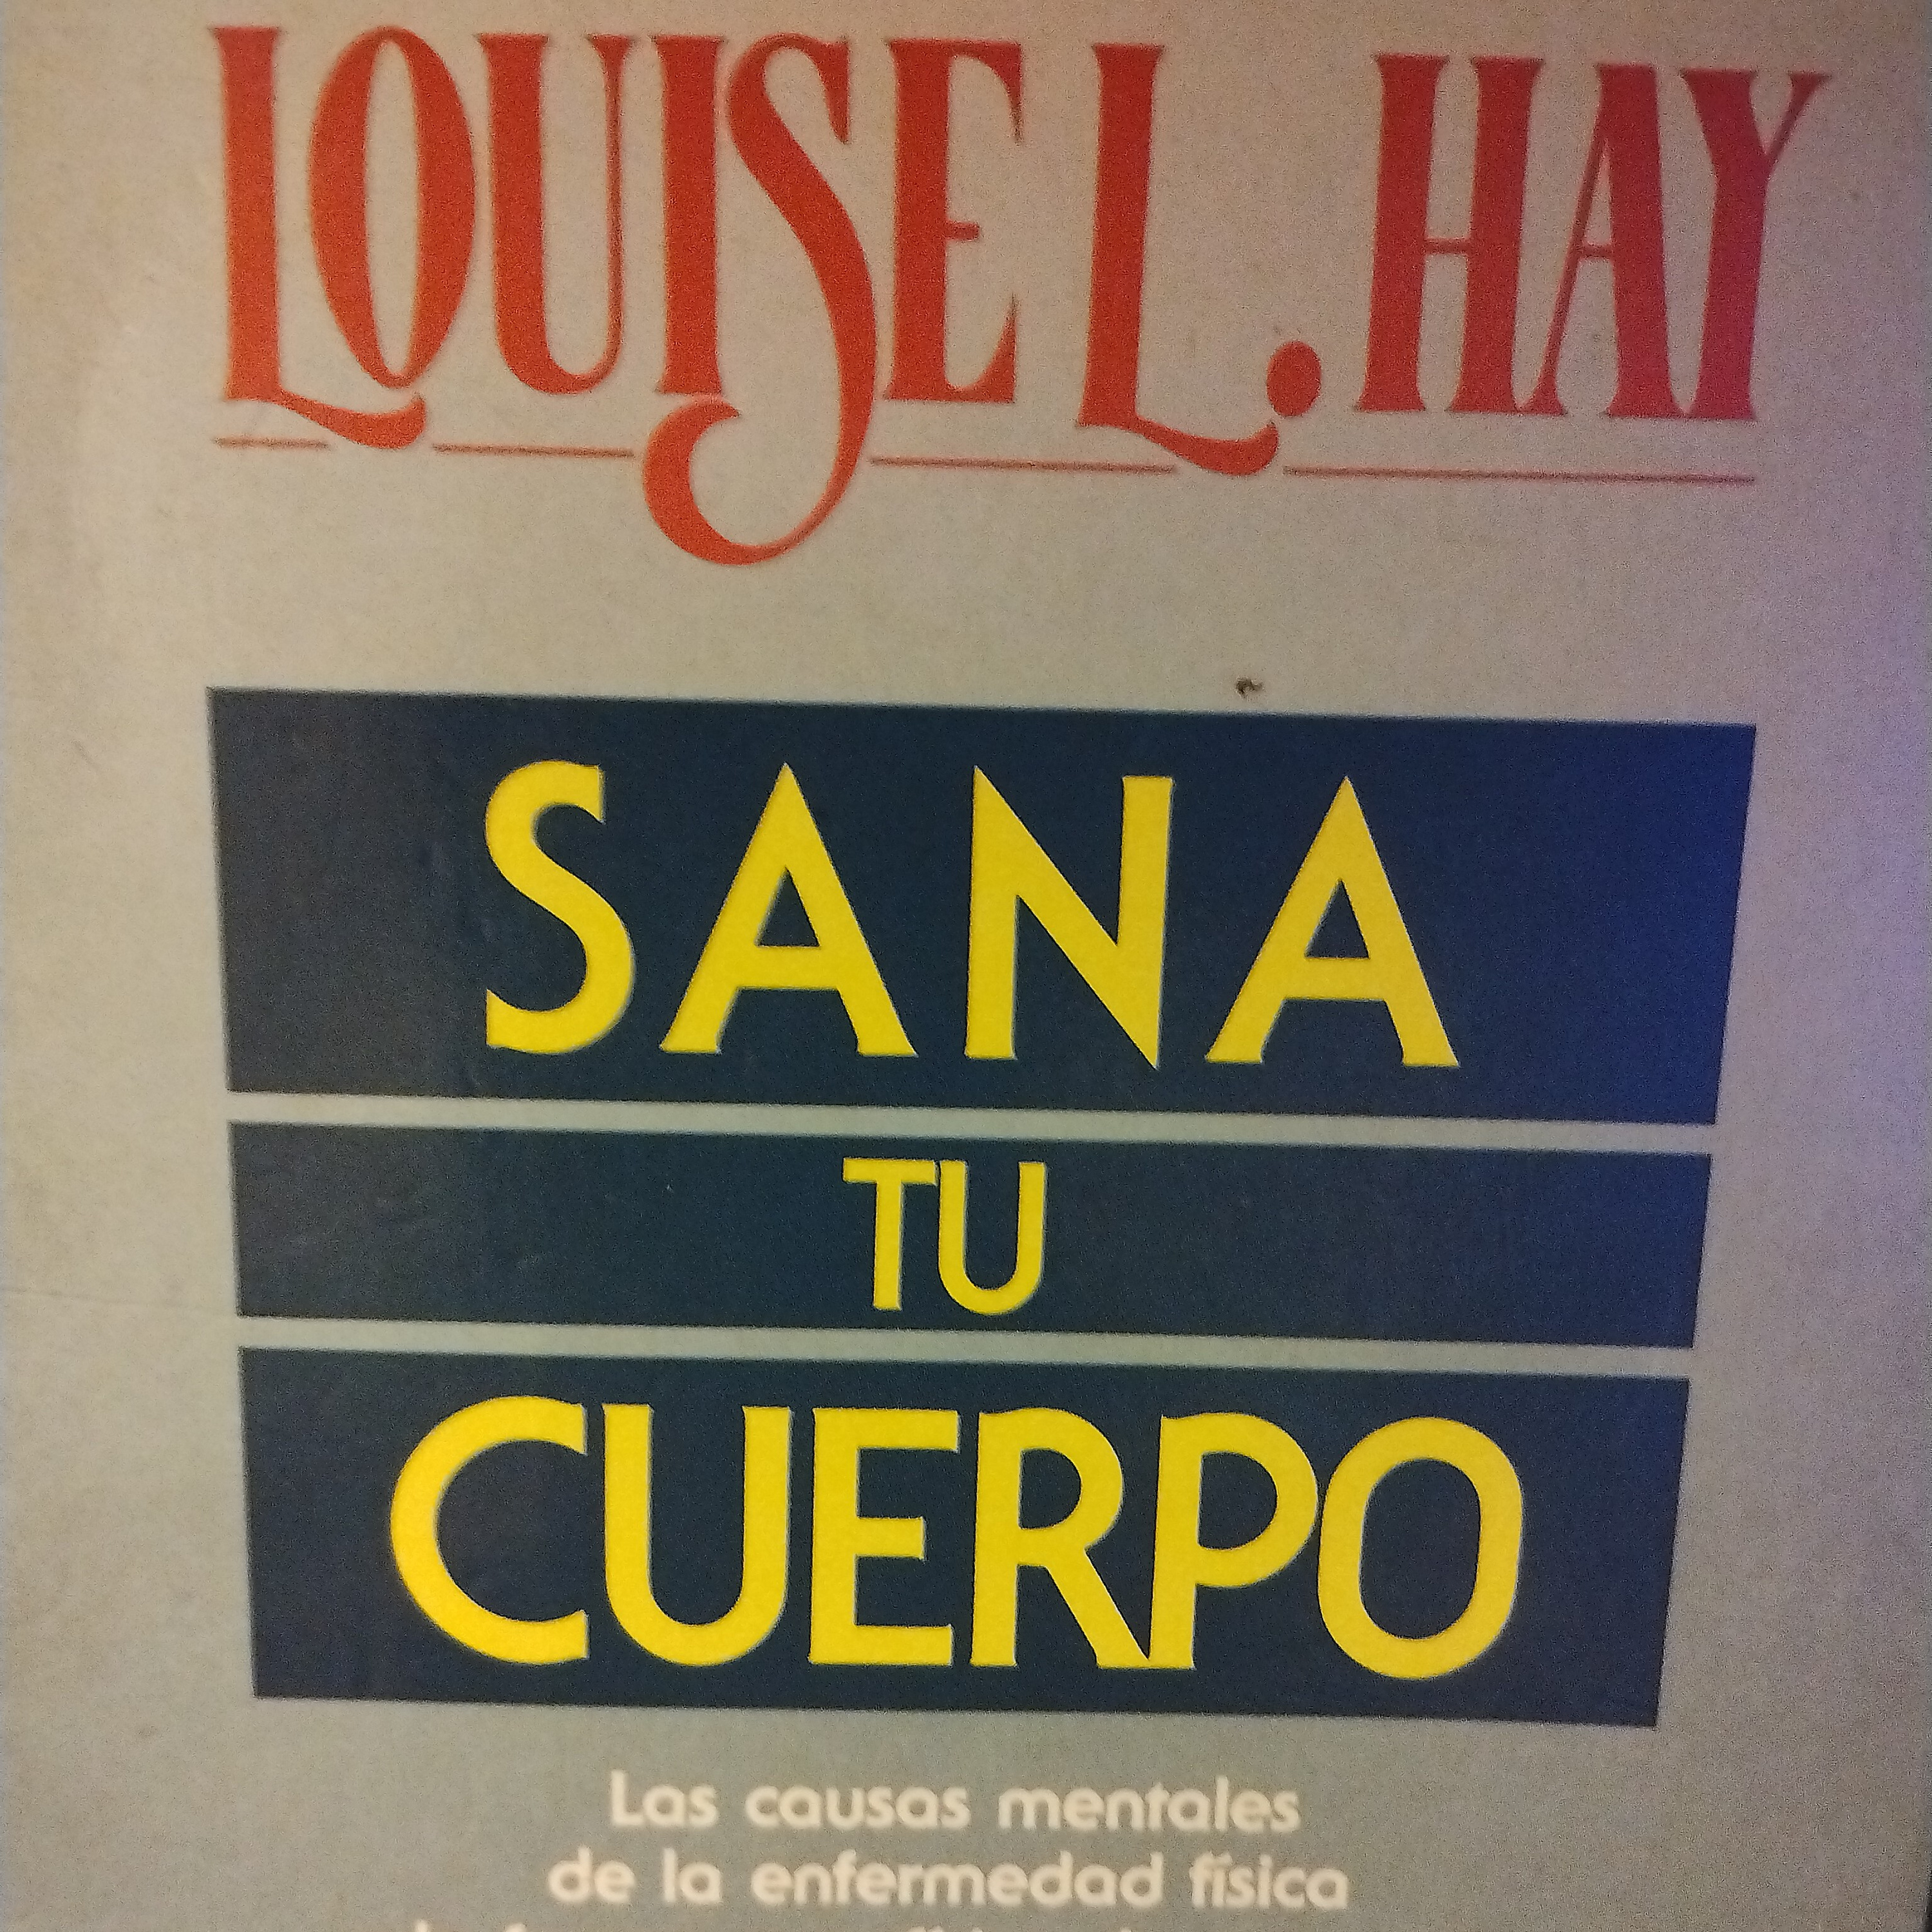 LOUISE L. HAY
SANA
TU
CUERPO
Las causas mentales
de la enfermedad física